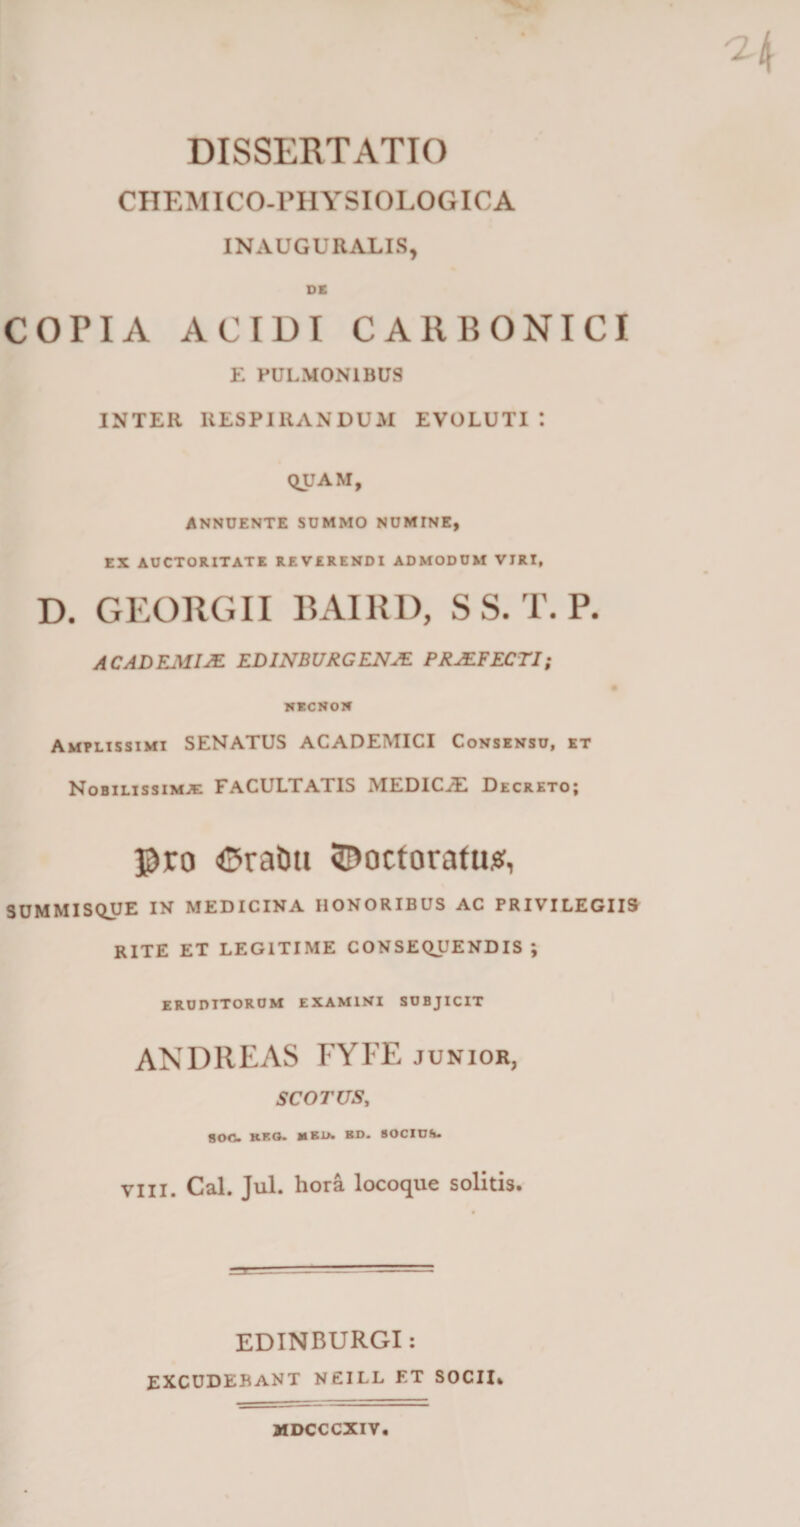 24
DISSERTATIO
CHEMICO-PHYSIOLOGICA
INAUGURALIS,
DE
COPIA ACIDI CARBONICI
E PULMONIBUS
INTER RESPIRANDUM EVOLUTI :
QUAM,
ANNUENTE SUMMO NUMINE,
EX AUCTORITATE REVERENDI ADMODUM VIRI,
D. GEORGII BAIRD, S S. T. P.
ACADEMIÆ EDINBURGENÆ PRÆFECTI;
NECNON
AMPLISSIMI SENATUS ACADEMICI CONSENSU, ET
NOBILISSIMÆ FACULTATIS MEDICÆ DECRETO;
Pro Gradu Doctoratus,
SUMMISQUE IN MEDICINA HONORIBUS AC PRIVILEGIIS
RITE ET LEGITIME CONSEQUENDIS ;
ERUDITORUM EXAMINI SUBJICIT
ANDREAS FYFE JUNIOR,
SCOTUS,
SOC. REG. MED. ED. SOCIUS.
VIII. Cal. Jul. horâ locoque solitis.
EDINBURGI:
EXCUDEBANT NEILL ET SOCII.
MDCCCXIV.